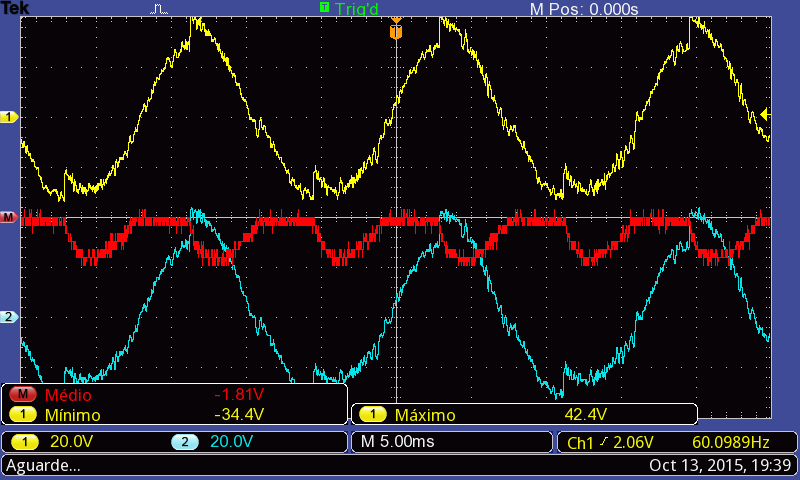 Tek T Trig'd M Pos: 0.000s
T
1
M
2
M Médio -1.81V
1 Mínimo -34.4V 1 Máximo 42.4V
1 20.0V 2 20.0V M 5.00ms Ch1 / 2.06V 60.0989Hz
Aguarde... Oct 13, 2015, 19:39